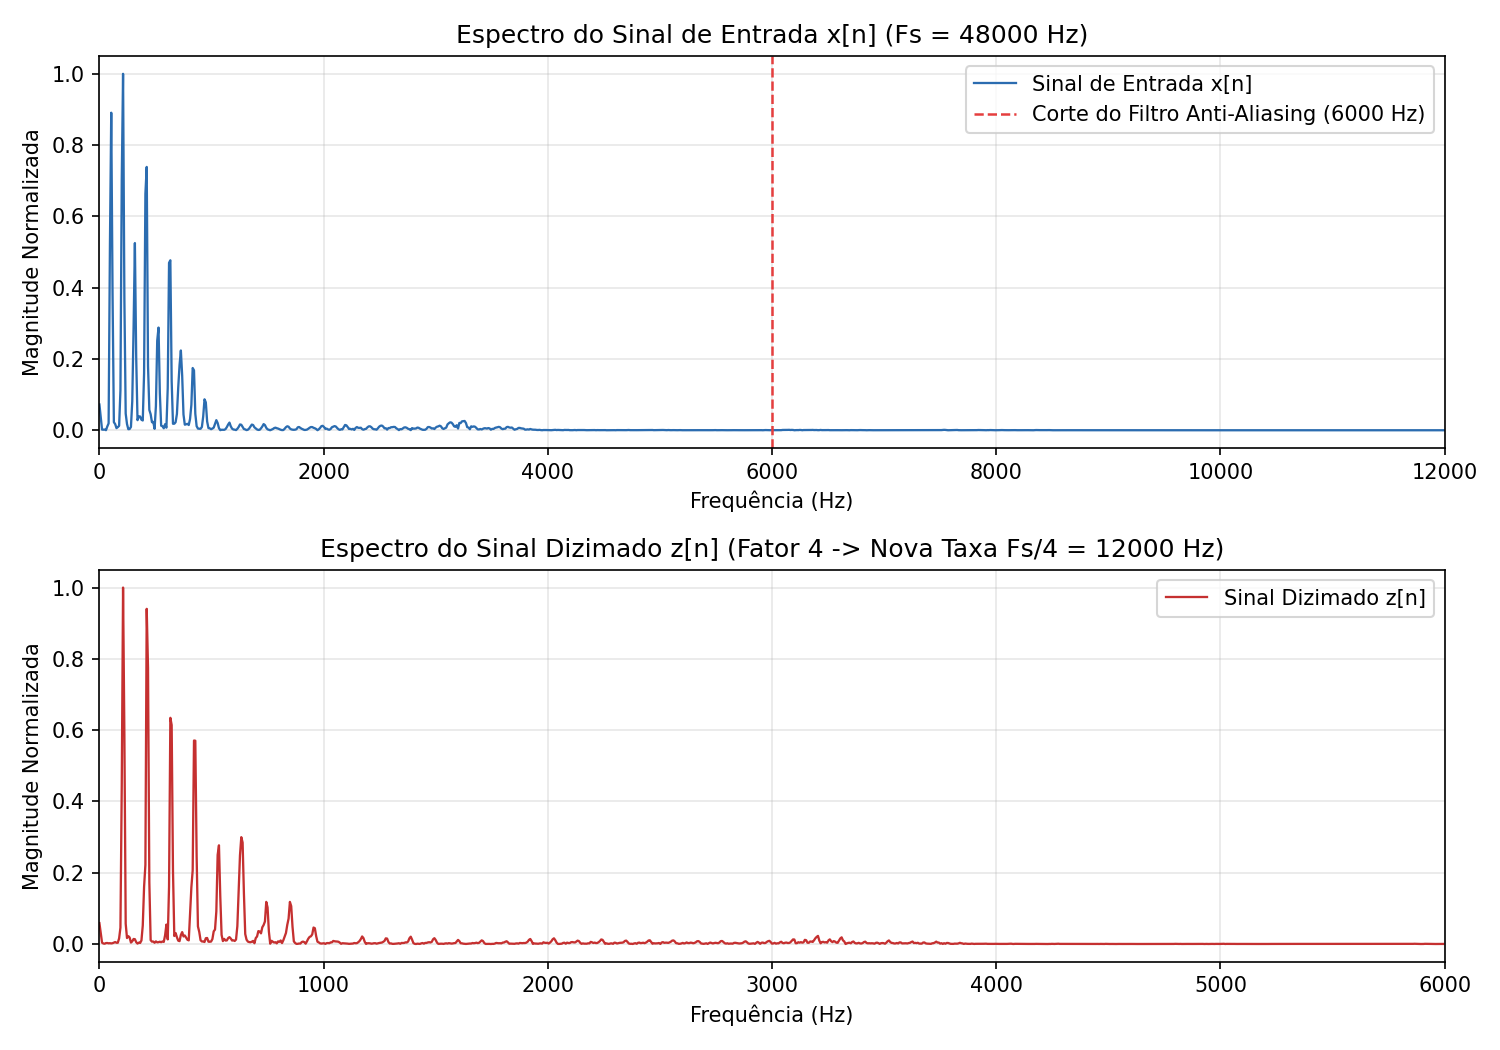 Espectro do Sinal de Entrada x[n] (Fs = 48000 Hz)
Sinal de Entrada x[n]
Corte do Filtro Anti-Aliasing (6000 Hz)
Magnitude Normalizada
1.0
0.8
0.6
0.4
0.2
0.0
0 2000 4000 6000 8000 10000 12000
Frequência (Hz)
Espectro do Sinal Dizimado z[n] (Fator 4 -> Nova Taxa Fs/4 = 12000 Hz)
Sinal Dizimado z[n]
Magnitude Normalizada
1.0
0.8
0.6
0.4
0.2
0.0
0 1000 2000 3000 4000 5000 6000
Frequência (Hz)